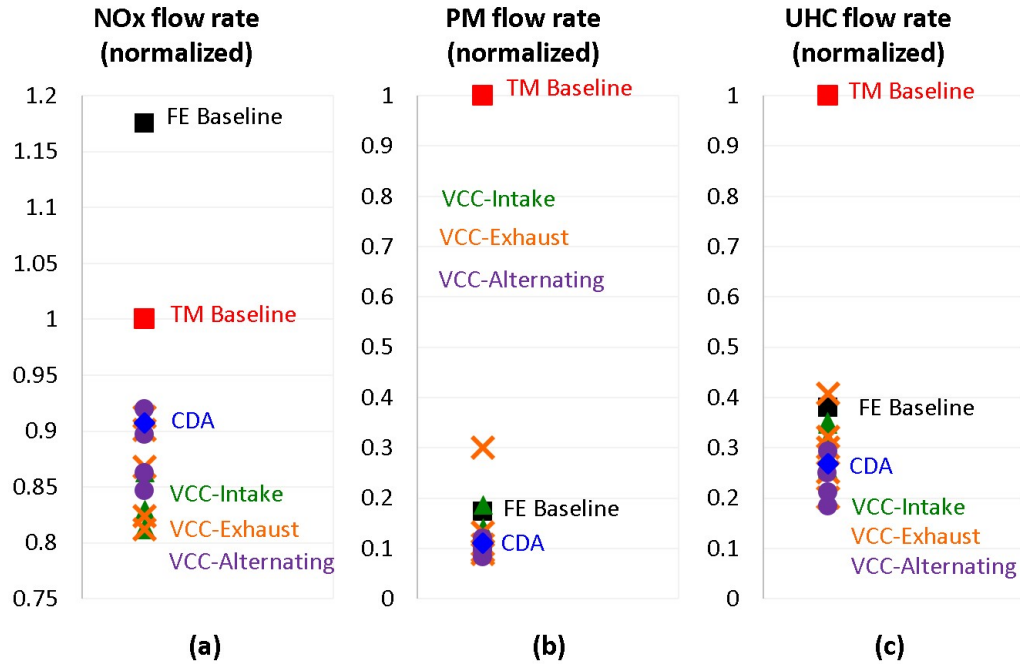 NOx flow rate
(normalized)
1.2
1.15
1.1
1.05
1
0.95
0.9
0.85
0.8
0.75
FE Baseline
TM Baseline
CDA
VCC-Intake
VCC-Exhaust
VCC-Alternating
(a)
PM flow rate
(normalized)
1
0.9
0.8
0.7
0.6
0.5
0.4
0.3
0.2
0.1
0
TM Baseline
VCC-Intake
VCC-Exhaust
VCC-Alternating
FE Baseline
CDA
(b)
UHC flow rate
(normalized)
1
0.9
0.8
0.7
0.6
0.5
0.4
0.3
0.2
0.1
0
TM Baseline
FE Baseline
CDA
VCC-Intake
VCC-Exhaust
VCC-Alternating
(c)